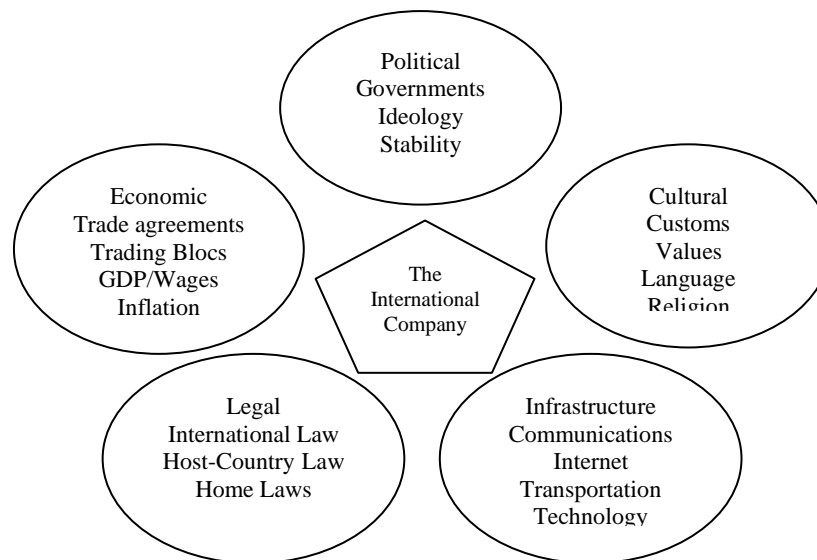 Political
Governments
Ideology
Stability
Economic
Trade agreements
Trading Blocs
GDP/Wages
Inflation
Cultural
Customs
Values
Language
Religion
The
International
Company
Legal
International Law
Host-Country Law
Home Laws
Infrastructure
Communications
Internet
Transportation
Technology